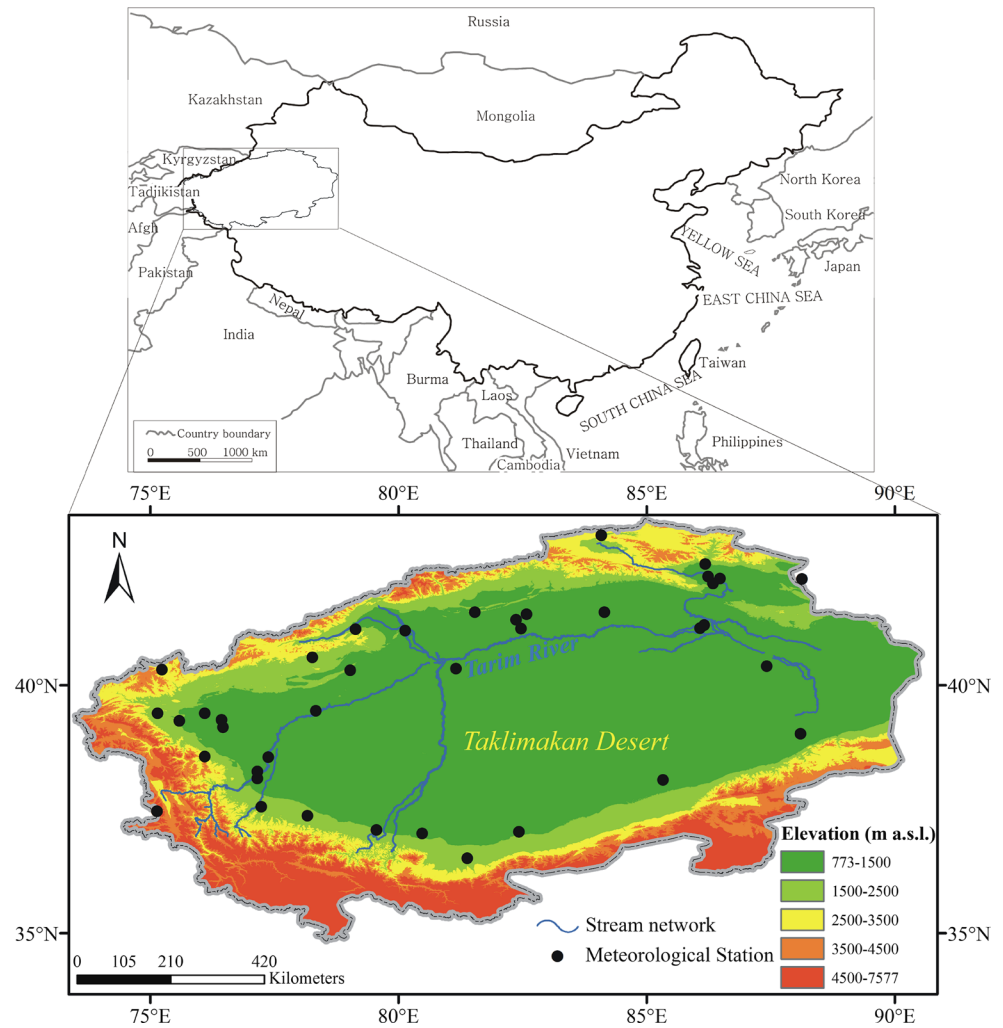 Russia
Kazakhstan
Mongolia
Kyrgyzstan
Tadjikistan
North Korea
South Korea
Afgh
YELLOW SEA
Japan
Pakistan
EAST CHINA SEA
Nepal
India
Taiwan
Burma
Laos
SOUTH CHINA SEA
Country boundary
0 500 1000 km
Thailand
Vietnam
Philippines
Cambodia
75°E 80°E 85°E 90°E
N
Tarim River
40°N 40°N
Taklimakan Desert
Elevation (m a.s.l.)
773-1500
1500-2500
2500-3500
3500-4500
4500-7577
Stream network
Meteorological Station
35°N 35°N
0 105 210 420
Kilometers
75°E 80°E 85°E 90°E